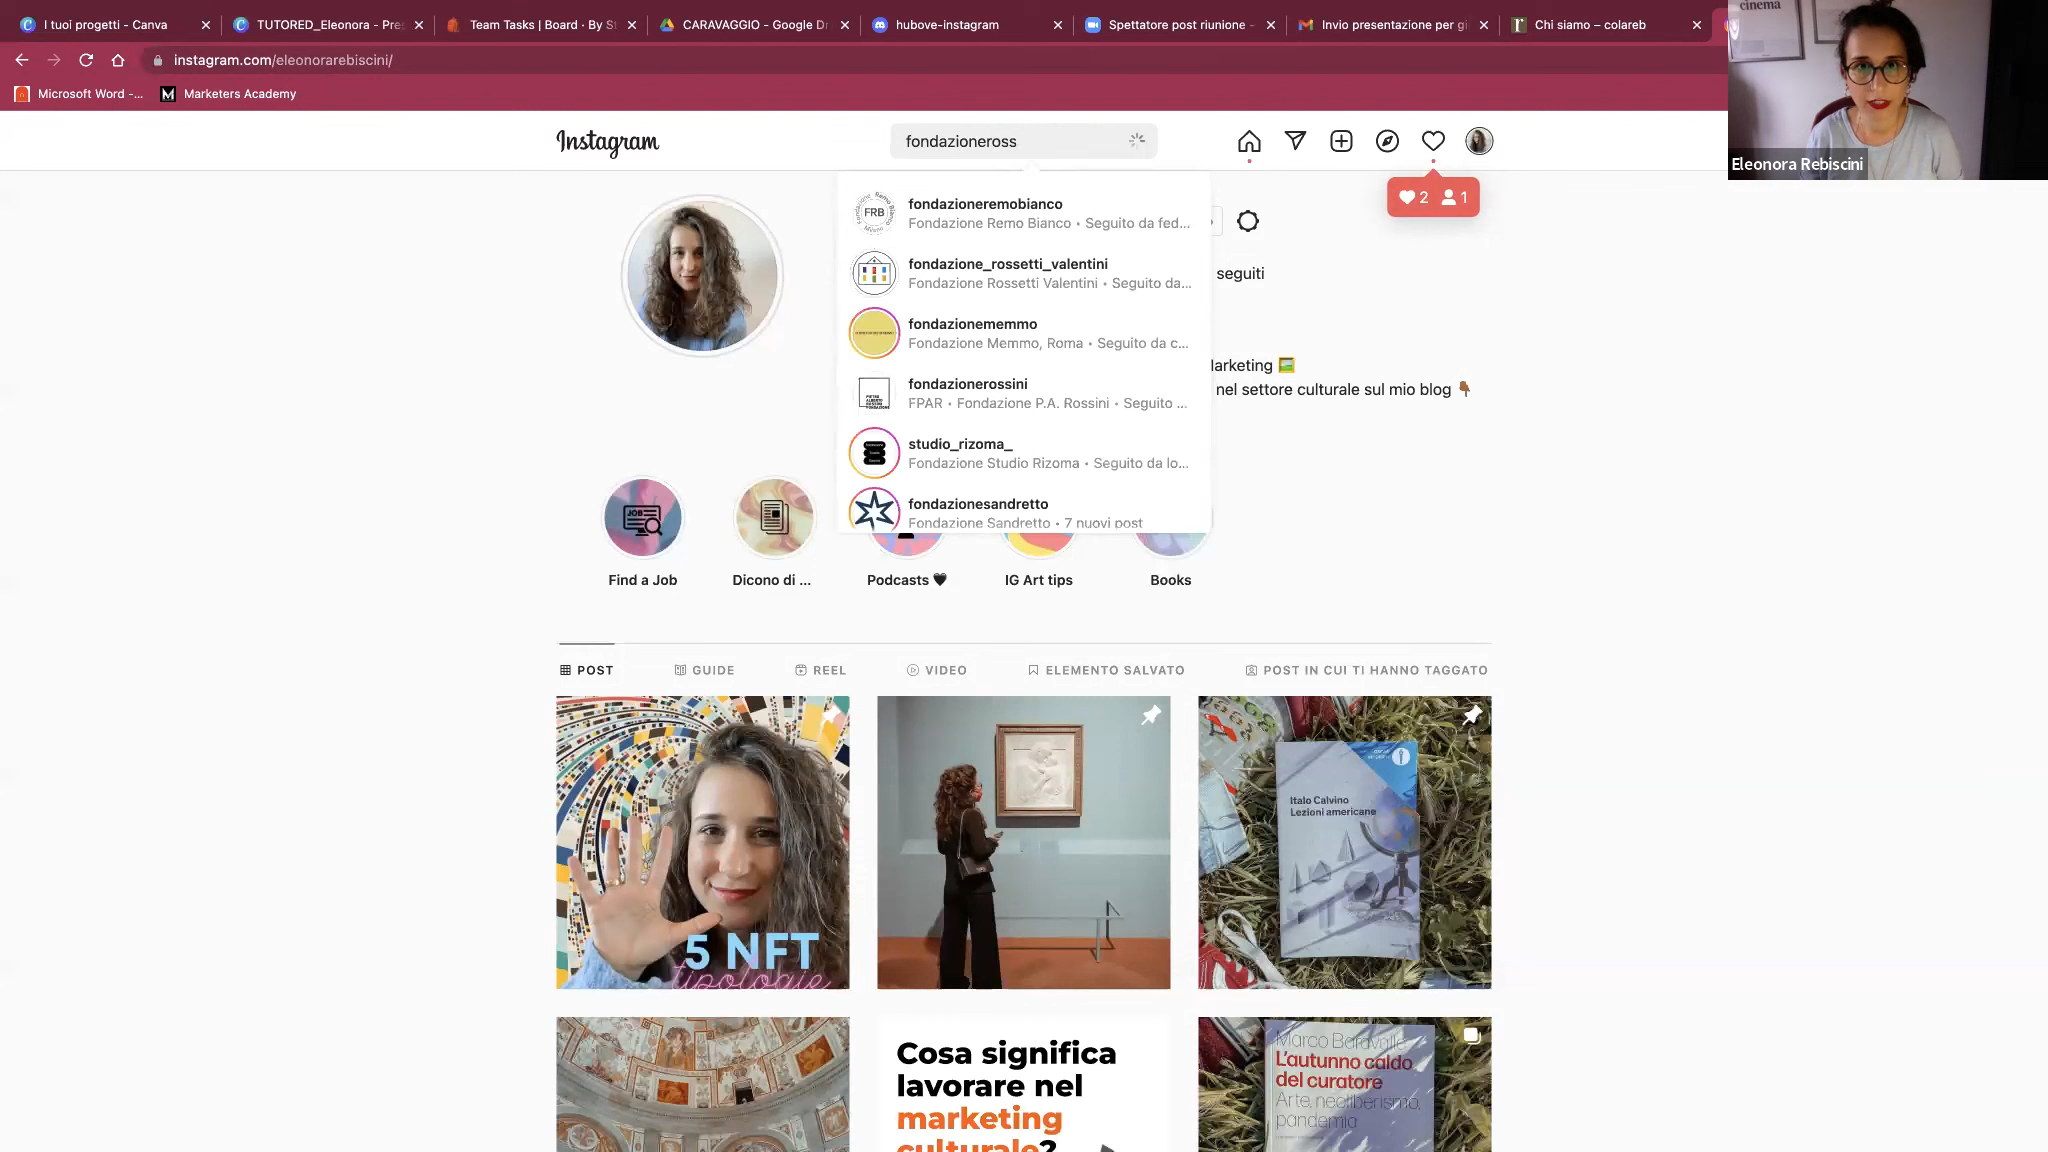 I tuoi progetti - Canva
TUTORED_Eleonora - Pre
Team Tasks | Board · By St
CARAVAGGIO - Google Dr
hubove-instagram
Spettatore post riunione -
Invio presentazione per gi
Chi siamo – colareb
instagram.com/eleonorarebiscini/
Microsoft Word -...
Marketers Academy
cinema
Eleonora Rebiscini
Instagram
fondazioneross
2 1
fondazioneremobianco
Fondazione Remo Bianco • Seguito da fed...
fondazione_rossetti_valentini
Fondazione Rossetti Valentini • Seguito da...
fondazionememmo
Fondazione Memmo, Roma • Seguito da c...
fondazionerossini
FPAR • Fondazione P.A. Rossini • Seguito ...
studio_rizoma_
Fondazione Studio Rizoma • Seguito da lo...
fondazionesandretto
Fondazione Sandretto • 7 nuovi post
FRB
seguiti
larketing
nel settore culturale sul mio blog
JOB
Find a Job
Dicono di ...
Podcasts
IG Art tips
Books
POST
GUIDE
REEL
VIDEO
ELEMENTO SALVATO
POST IN CUI TI HANNO TAGGATO
5 NFT
tipologie
Italo Calvino
Lezioni americane
Cosa significa
lavorare nel
marketing
culturale?
Marco Baravalle
L'autunno caldo
del curatore
Arte, neoliberismo,
pandemia